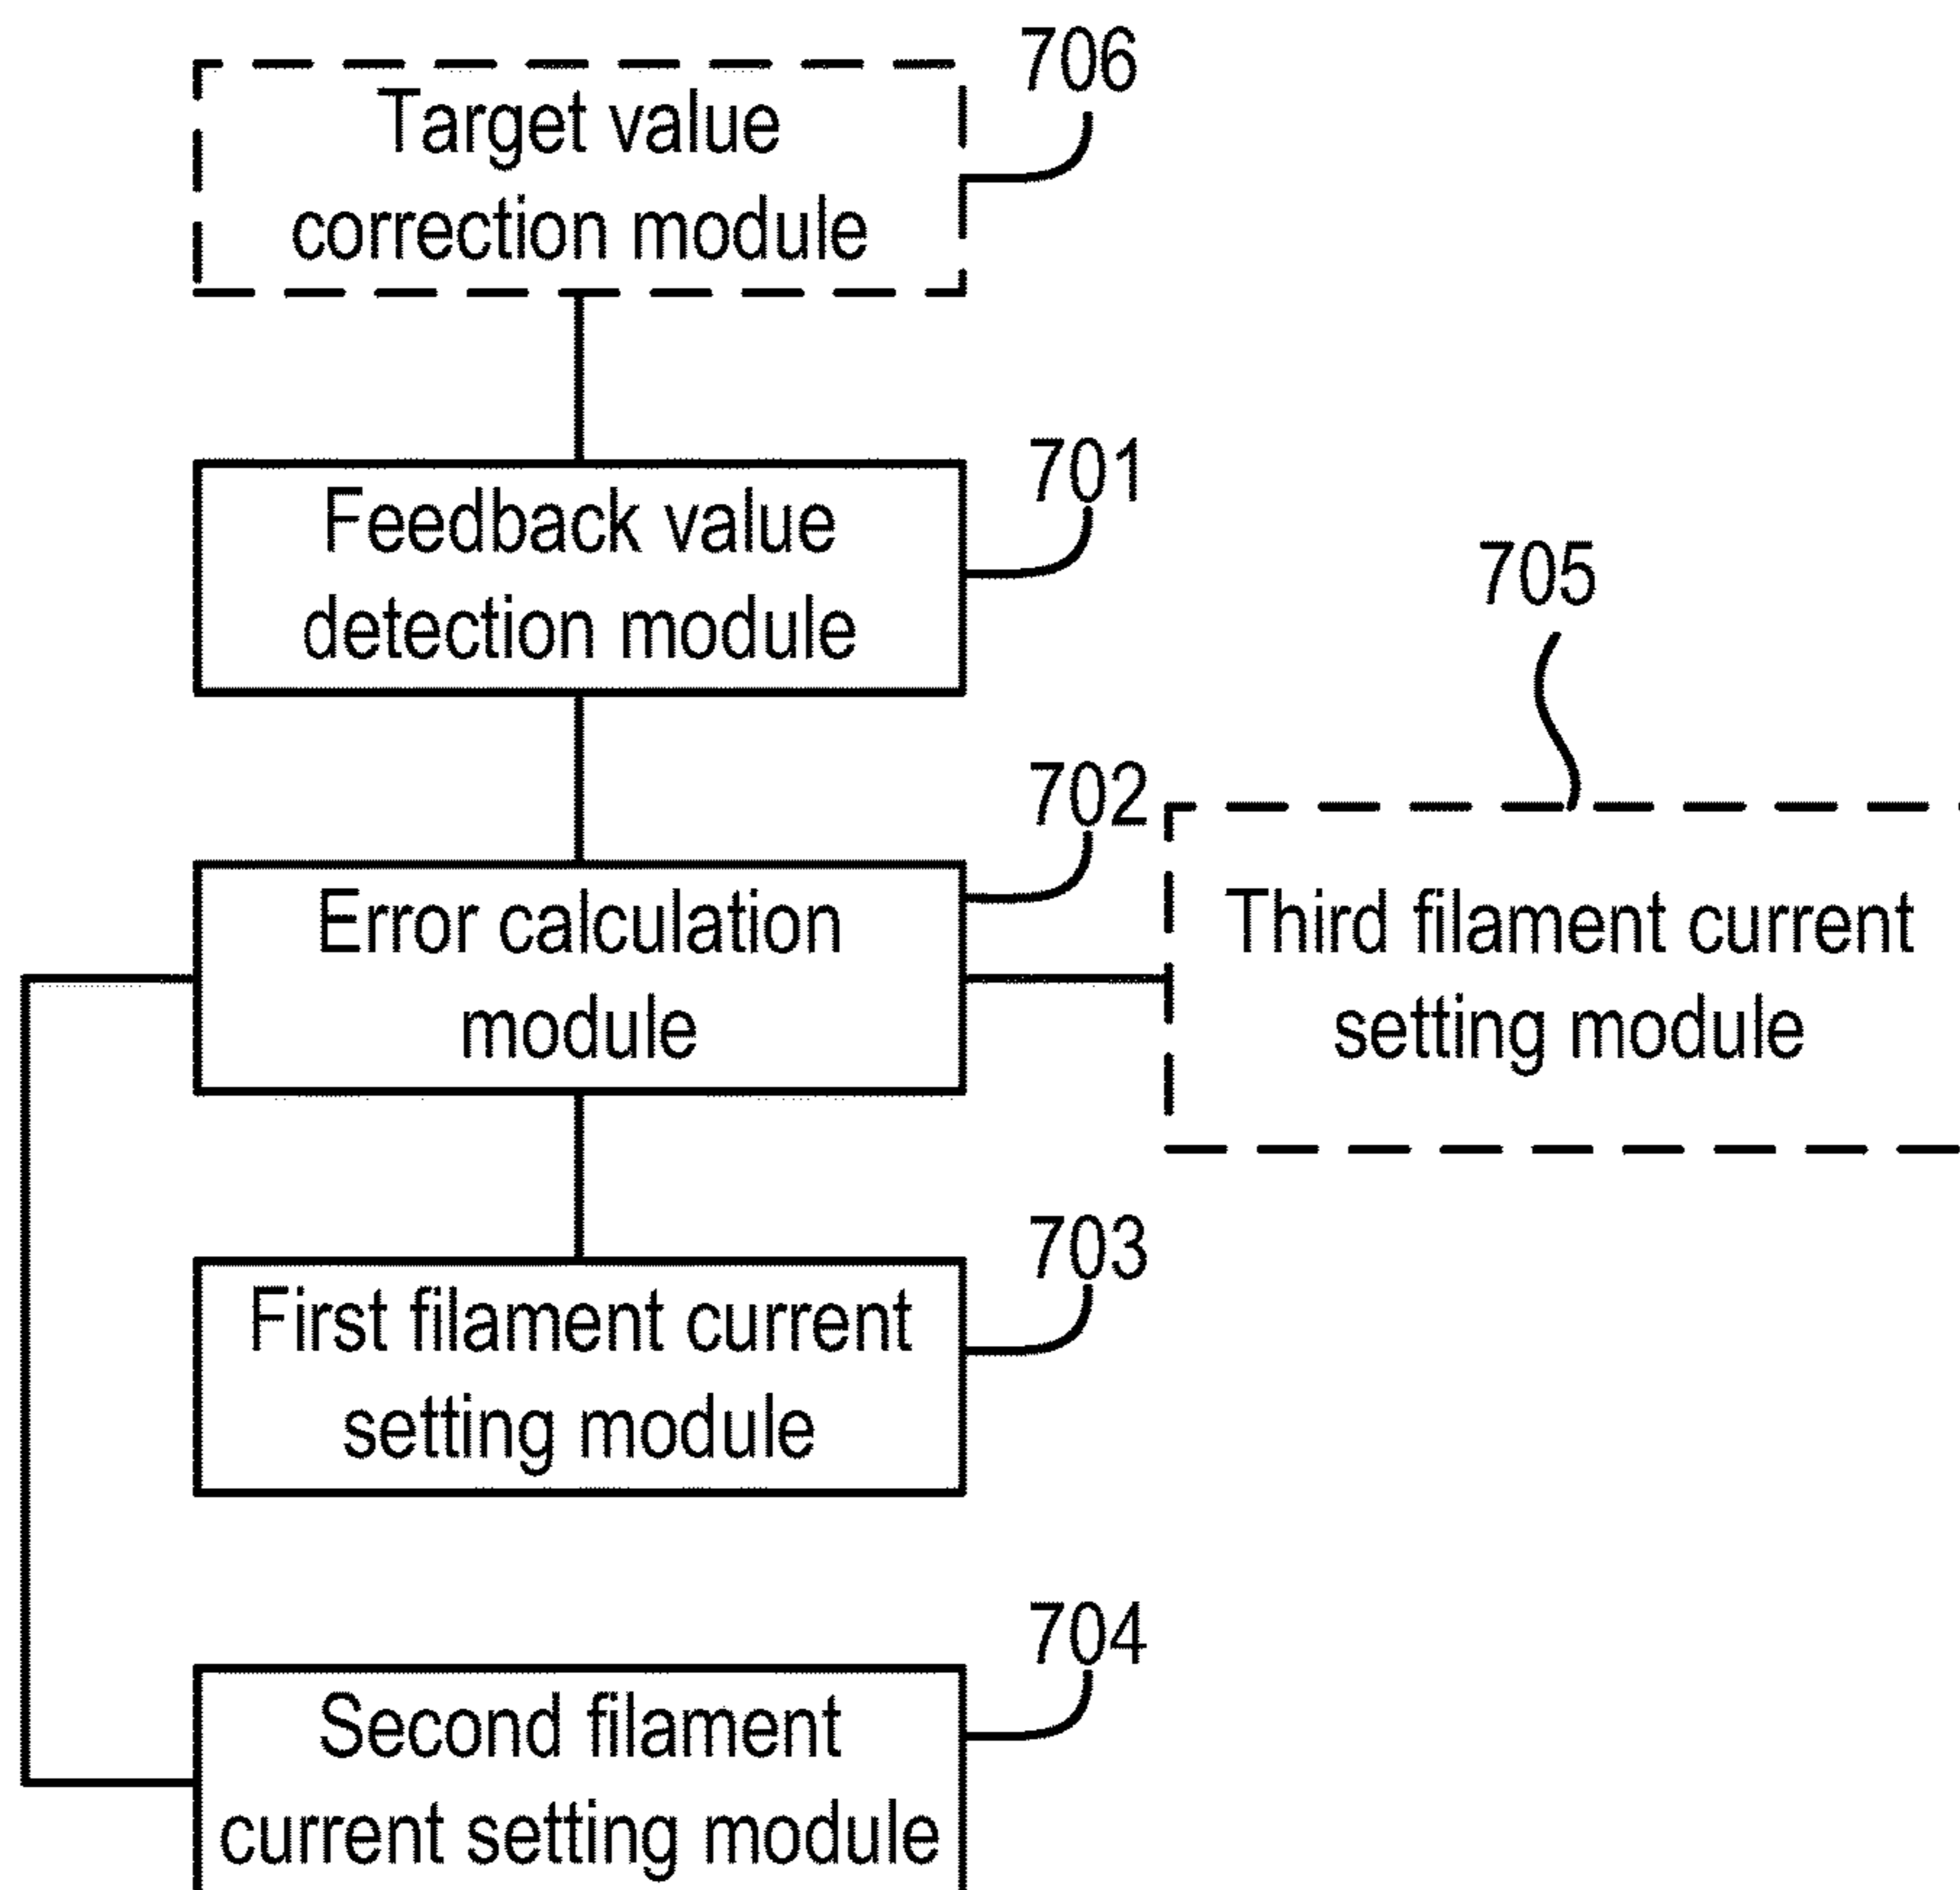 706
Target value
correction module
701
Feedback value
detection module
705
702
Error calculation
module
Third filament current
setting module
703
First filament current
setting module
704
Second filament
current setting module